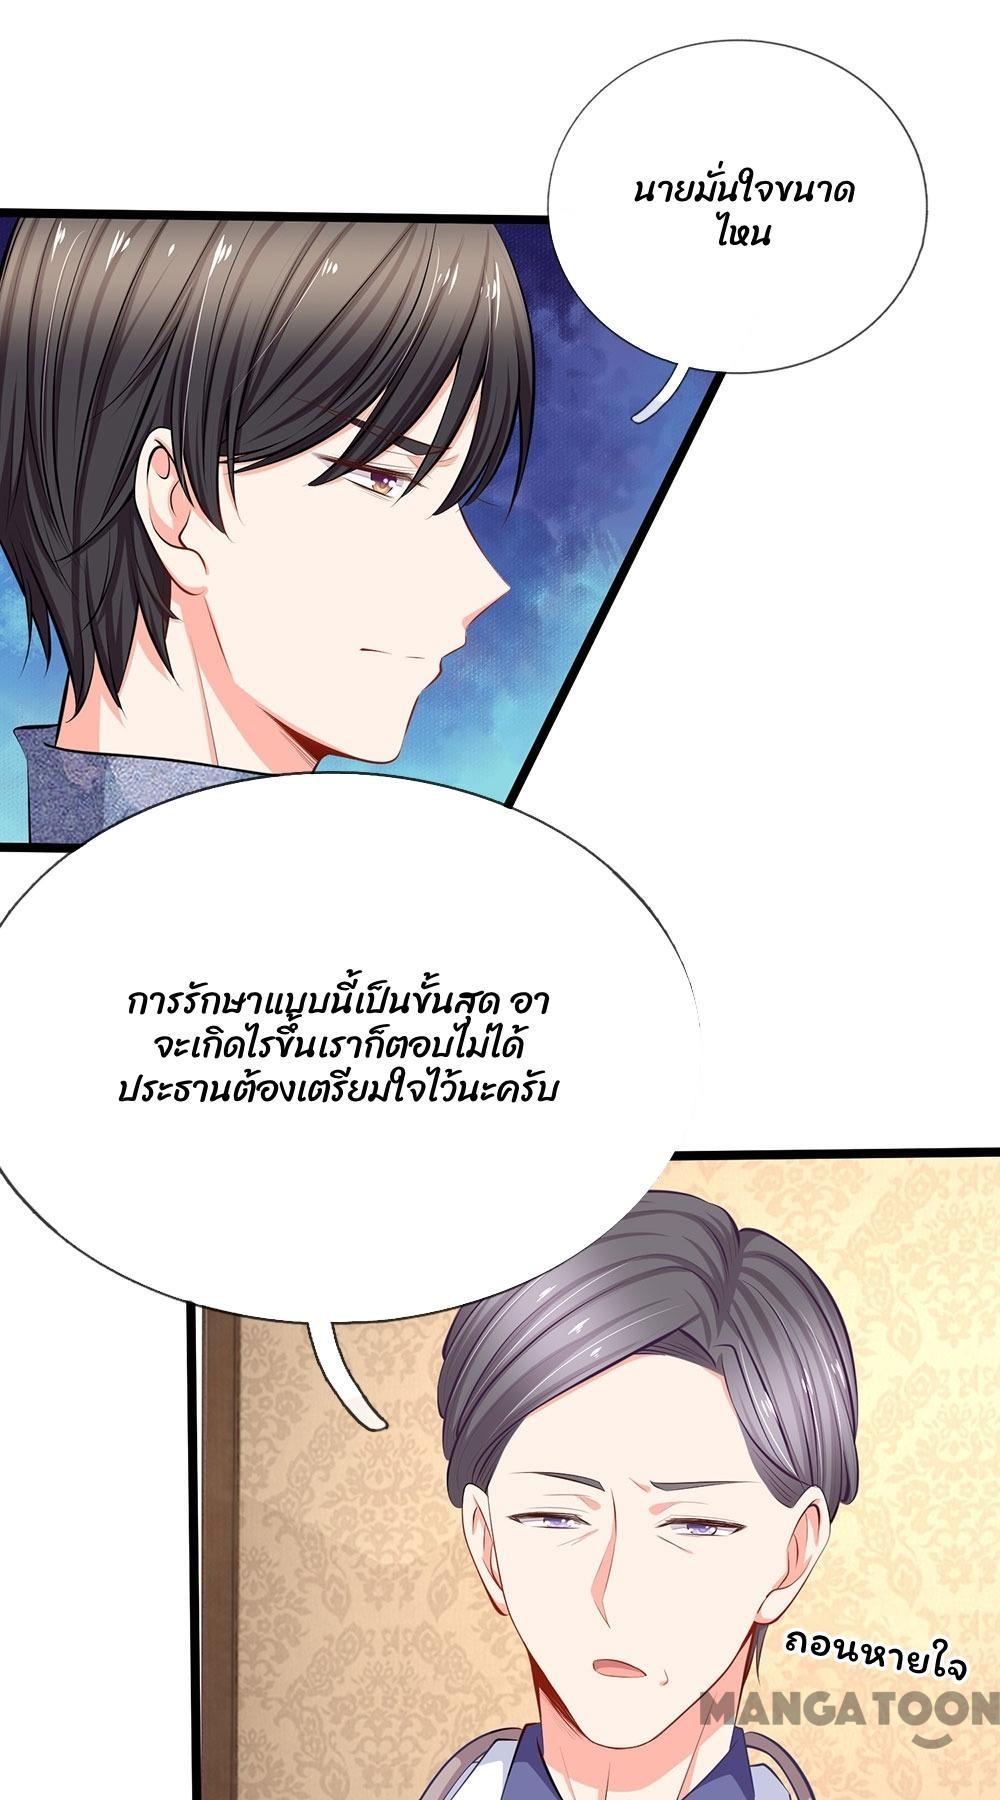 นายมั่นใจขนาด
ไหน
การรักษาแบบนี้เป็นขั้นสุด อา
จะเกิดไรขึ้นเราก็ตอบไม่ได้
ประธานต้องเตรียมใจไว้นะครับ
ถอนหายใจ
MANGATOON